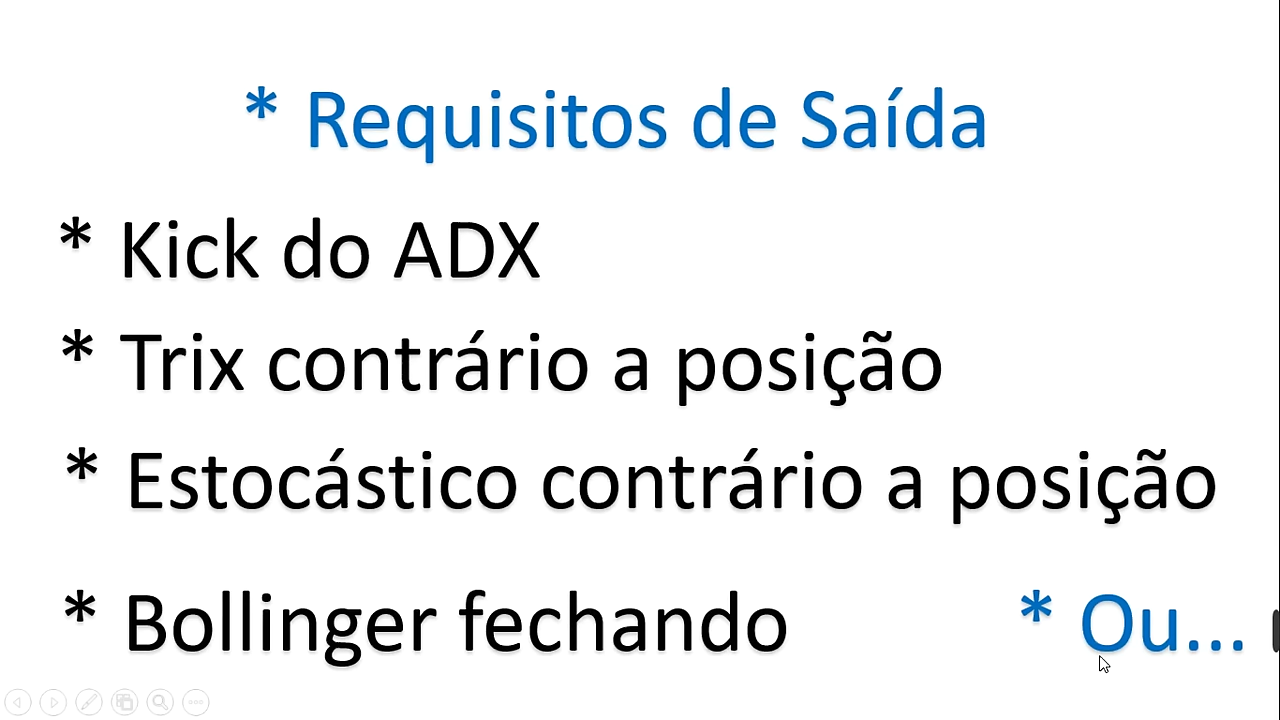 * Requisitos de Saída
* Kick do ADX
* Trix contrário a posição
* Estocástico contrário a posição
* Bollinger fechando * Ou...